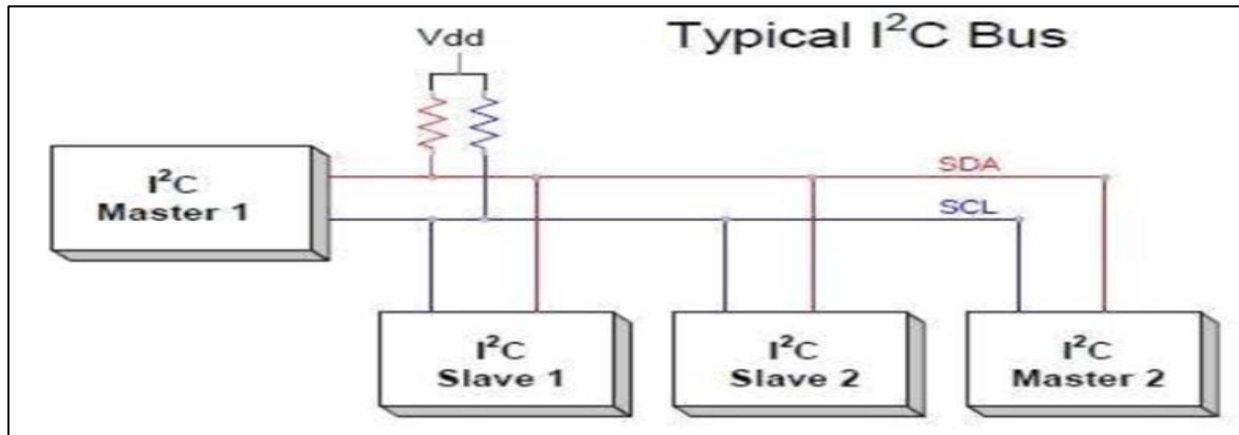 Typical I²C Bus
Vdd
SDA
SCL
I²C
Master 1
I²C
Slave 1
I²C
Slave 2
I²C
Master 2